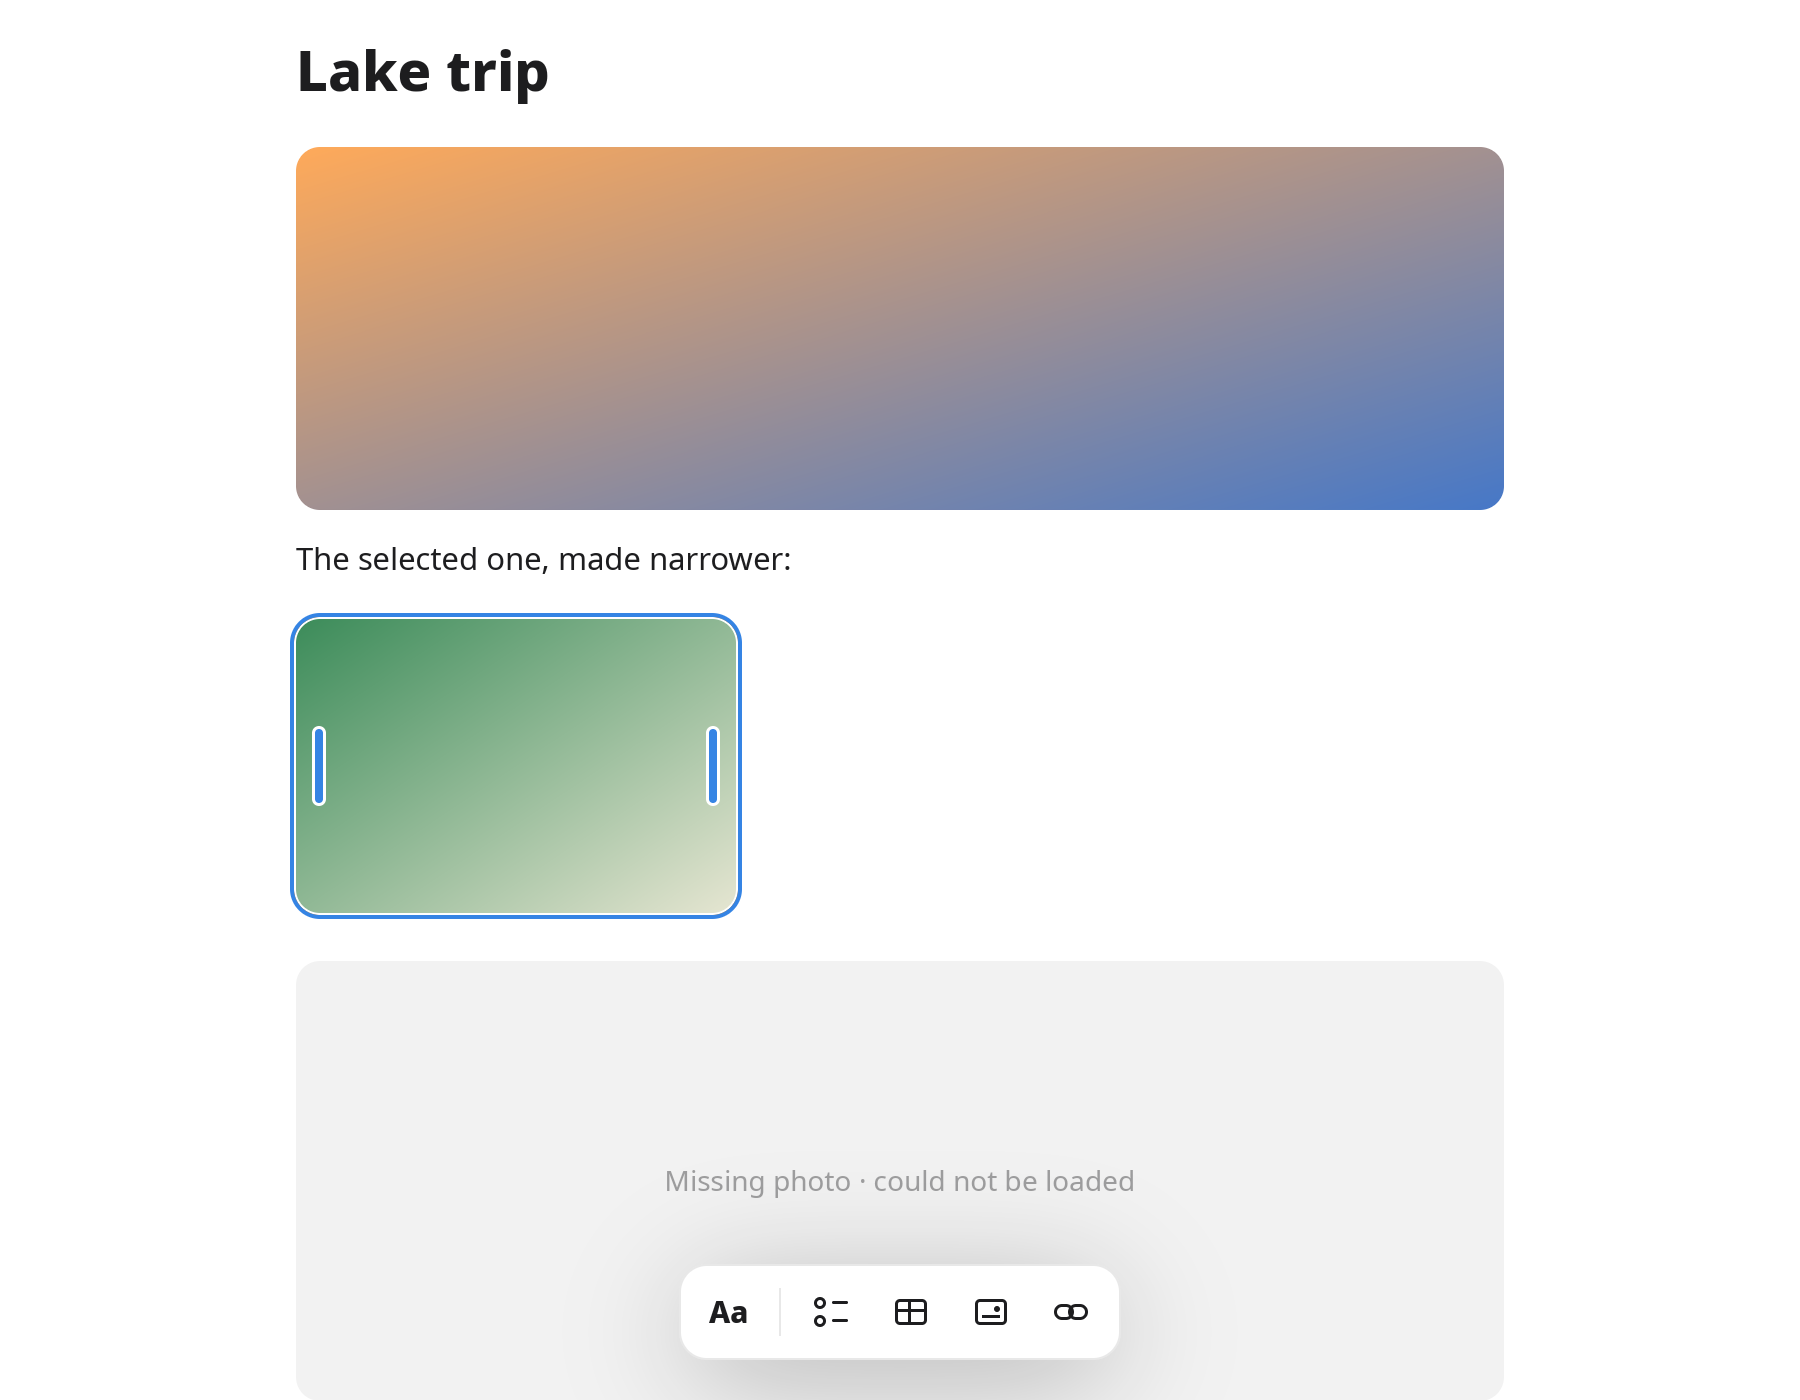 Lake trip
The selected one, made narrower:
Missing photo · could not be loaded
Aa